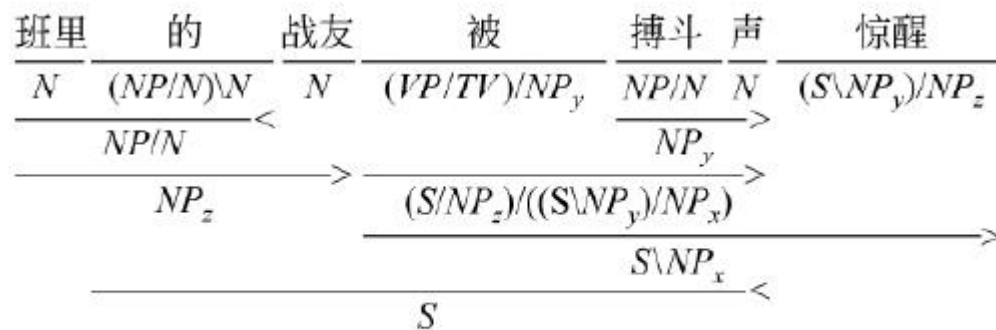 班里 的 战友 被 搏斗 声 惊醒
N (NP/N)\N N (VP/TV)/NP_y NP/N N (S\NP_y)/NP_z
<
>
NP/N NP_y
> >
NP_z (S/NP_z)/((S\NP_y)/NP_x)
>
S\NP_x
<
S